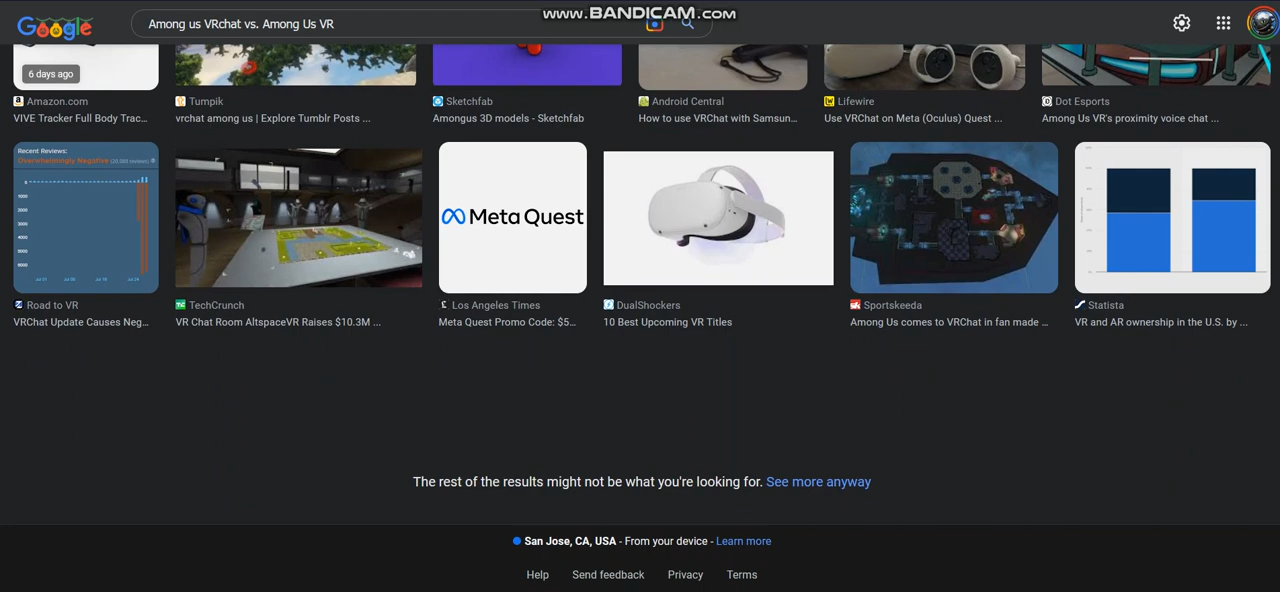 www.BANDICAM.com
Google
Among us VRchat vs. Among Us VR
6 days ago
Amazon.com
VIVE Tracker Full Body Trac...
Tumpik
vrchat among us | Explore Tumblr Posts ...
Sketchfab
Amongus 3D models - Sketchfab
Android Central
How to use VRChat with Samsun...
Lifewire
Use VRChat on Meta (Oculus) Quest ...
Dot Esports
Among Us VR's proximity voice chat ...
Recent Reviews:
Overwhelmingly Negative (20,088 reviews)
Meta Quest
Road to VR
VRChat Update Causes Neg...
TechCrunch
VR Chat Room AltspaceVR Raises $10.3M ...
Los Angeles Times
Meta Quest Promo Code: $5...
DualShockers
10 Best Upcoming VR Titles
Sportskeeda
Among Us comes to VRChat in fan made ...
Statista
VR and AR ownership in the U.S. by ...
The rest of the results might not be what you're looking for. See more anyway
San Jose, CA, USA - From your device - Learn more
Help Send feedback Privacy Terms